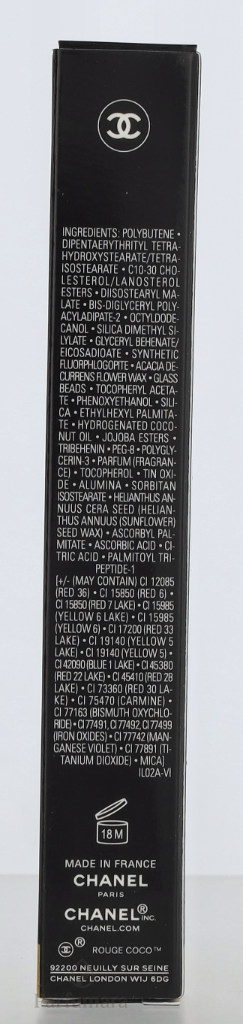 INGREDIENTS: POLYBUTENE •
DIPENTAERYTHRITYL TETRA-
HYDROXYSTEARATE/TETRA-
ISOSTEARATE • C10-30 CHO-
LESTEROL/LANOSTEROL
ESTERS • DIISOSTEARYL MA-
LATE • BIS-DIGLYCERYL POLY-
ACYLADIPATE-2 • OCTYLDODE-
CANOL • SILICA DIMETHYL SI-
LYLATE • GLYCERYL BEHENATE/
EICOSADIOATE • SYNTHETIC
FLUORPHLOGOPITE • ACACIA DE-
CURRENS FLOWER WAX • GLASS
BEADS • TOCOPHERYL ACETA-
TE • PHENOXYETHANOL • SILI-
CA • ETHYLHEXYL PALMITA-
TE • HYDROGENATED COCO-
NUT OIL • JOJOBA ESTERS •
TRIBEHENIN • PEG-8 • POLYGLY-
CERIN-3 • PARFUM (FRAGRAN-
CE) • TOCOPHEROL • TIN OXI-
DE • ALUMINA • SORBITAN
ISOSTEARATE • HELIANTHUS AN-
NUUS CERA SEED (HELIAN-
THUS ANNUUS (SUNFLOWER)
SEED WAX) • ASCORBYL PAL-
MITATE • ASCORBIC ACID • CI-
TRIC ACID • PALMITOYL TRI-
PEPTIDE-1
[+/- (MAY CONTAIN) CI 12085
(RED 36) • CI 15850 (RED 6) •
CI 15850 (RED 7 LAKE) • CI 15985
(YELLOW 6 LAKE) • CI 15985
(YELLOW 6) • CI 17200 (RED 33
LAKE) • CI 19140 (YELLOW 5
LAKE) • CI 19140 (YELLOW 5) •
CI 42090 (BLUE 1 LAKE) • CI 45380
(RED 22 LAKE) • CI 45410 (RED 28
LAKE) • CI 73360 (RED 30 LA-
KE) • CI 75470 (CARMINE) •
CI 77163 (BISMUTH OXYCHLO-
RIDE) • CI 77491, CI 77492, CI 77499
(IRON OXIDES) • CI 77742 (MAN-
GANESE VIOLET) • CI 77891 (TI-
TANIUM DIOXIDE) • MICA]
IL02A-VI
18 M
MADE IN FRANCE
CHANEL
PARIS
CHANEL® INC.
CHANEL.COM
® ROUGE COCO™
92200 NEUILLY SUR SEINE
CHANEL LONDON W1J 6DG